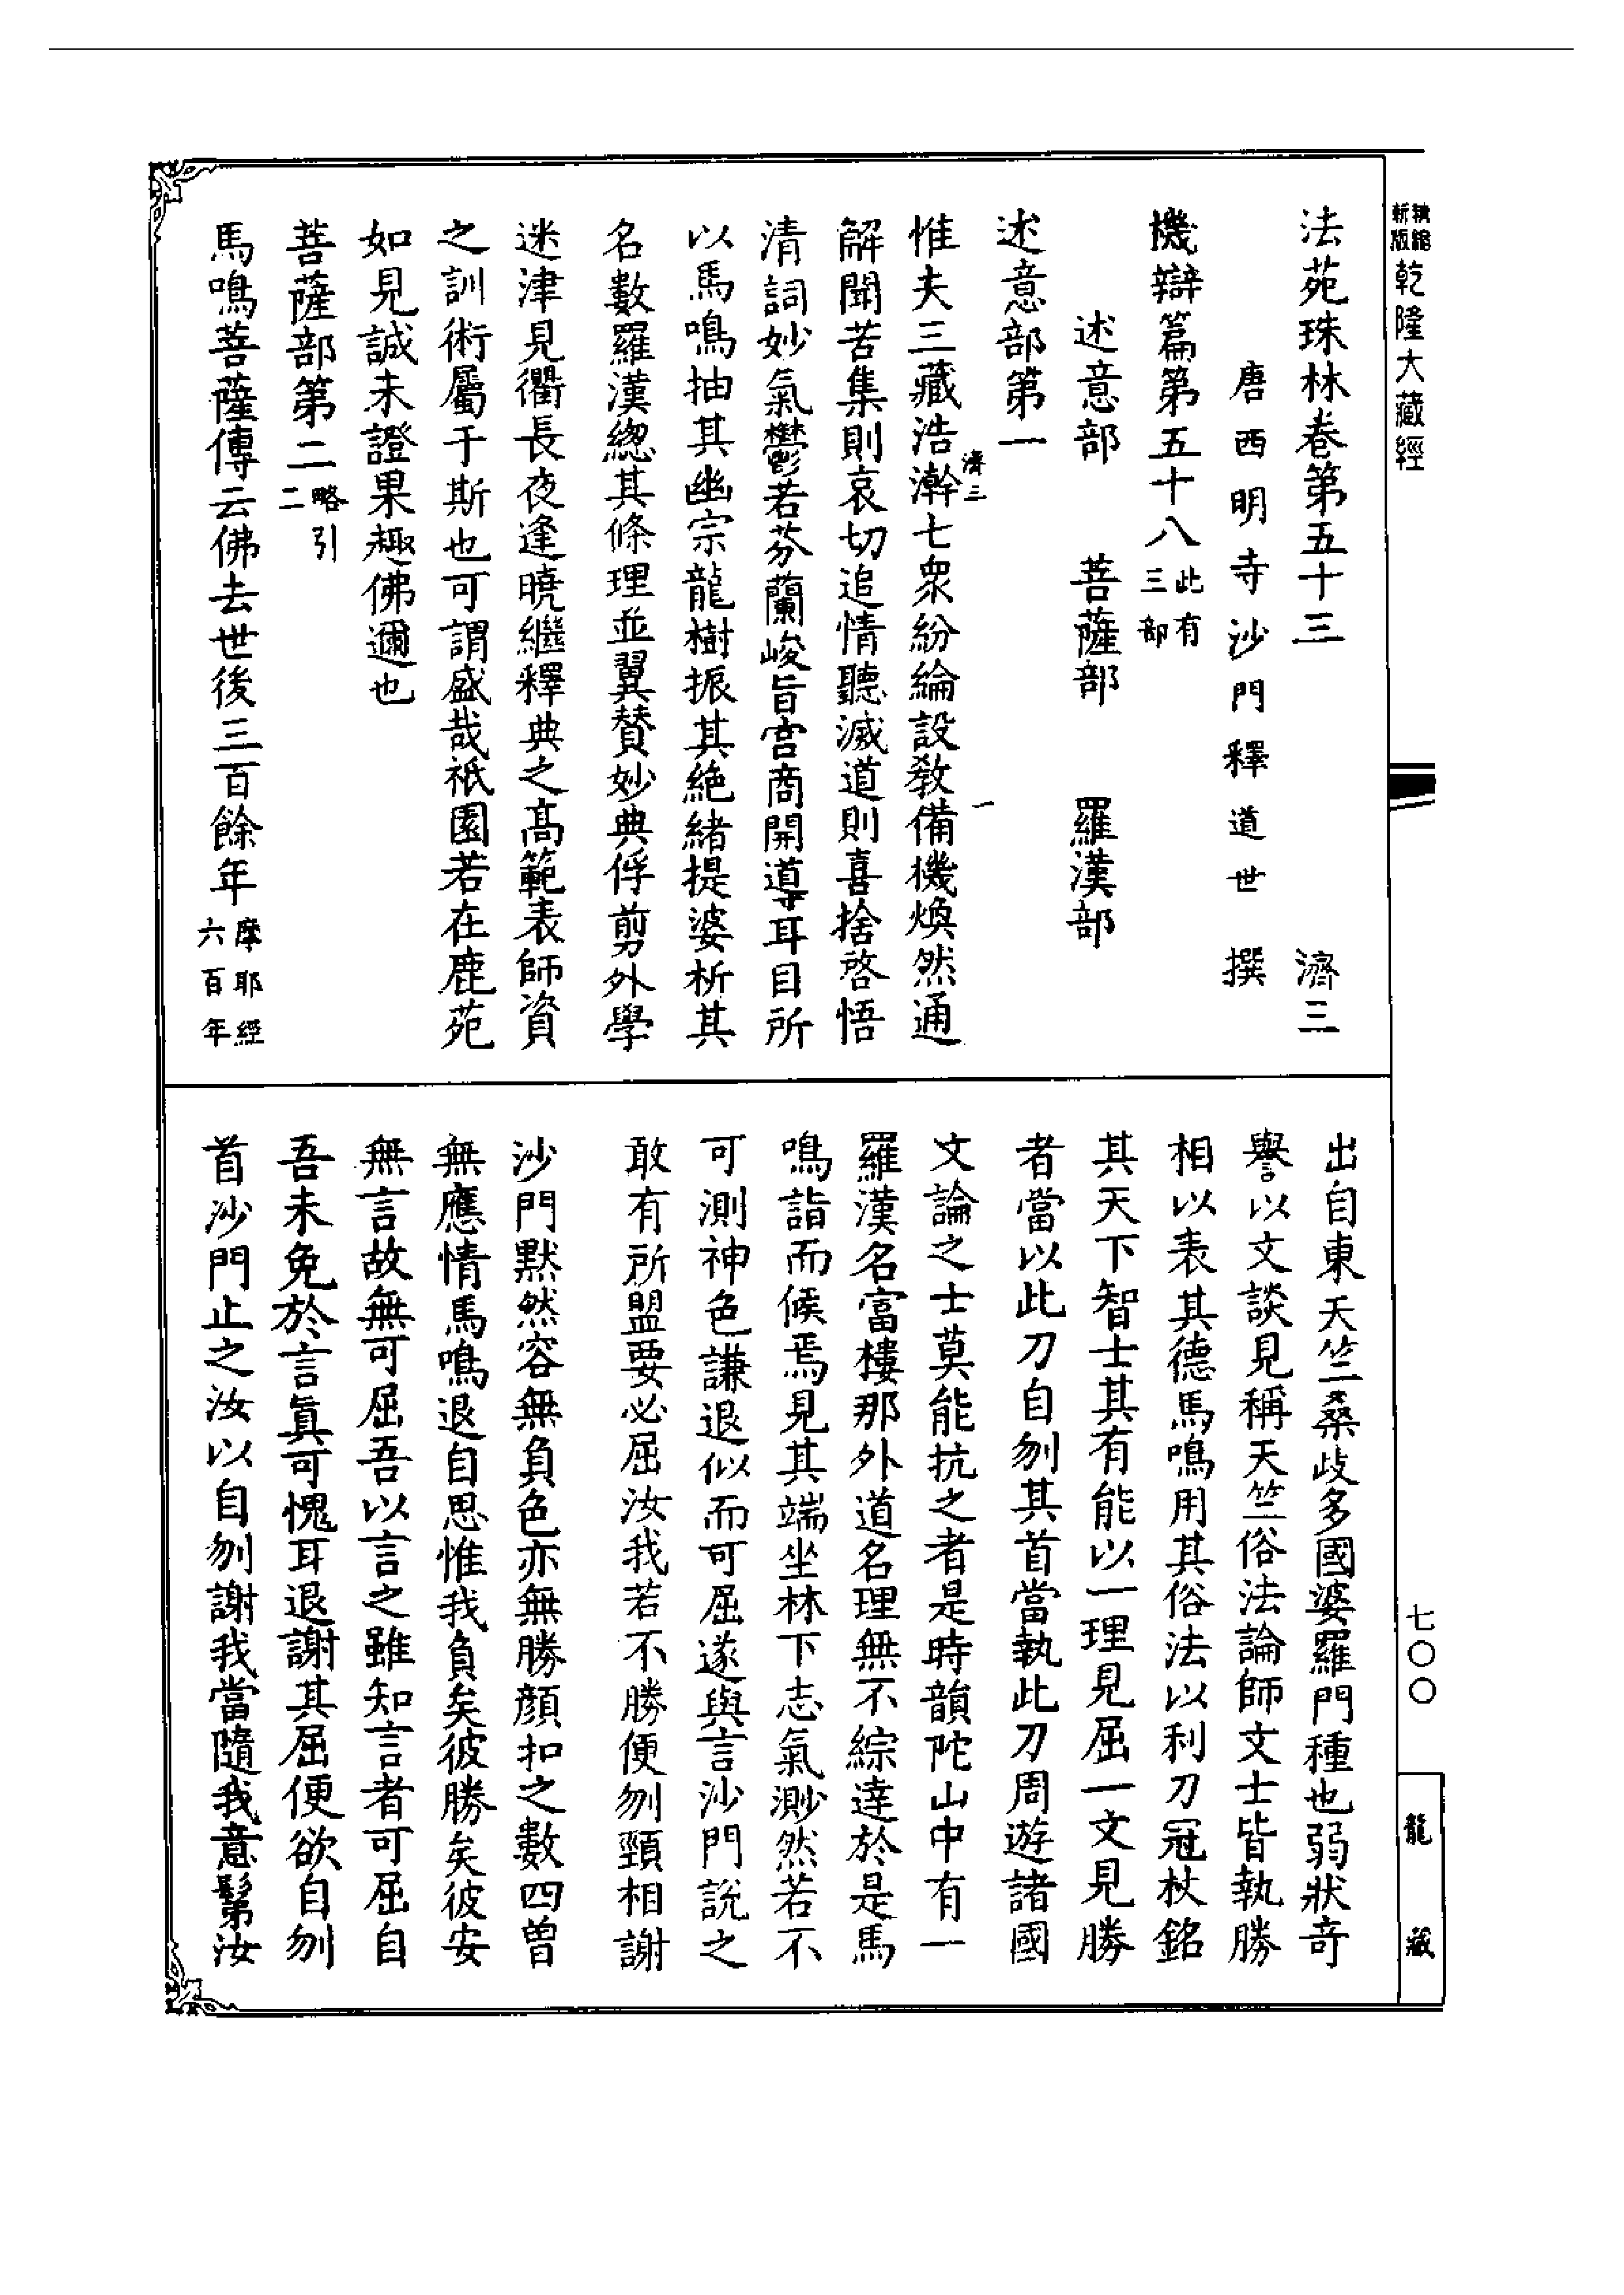 精縮新版乾隆大藏經
七〇〇
龍藏
法苑珠林卷第五十三 濟三
唐西明寺沙門釋道世撰
機辯篇第五十八此有三部
述意部 菩薩部 羅漢部
述意部第一
惟夫三藏浩瀚七衆紛綸設教備機煥然通
濟三 一
解聞苦集則哀切追情聽滅道則喜捨啓悟
清詞妙氣鬱若芬蘭峻旨宫商開導耳目所
以馬鳴抽其幽宗龍樹振其絕緒提婆析其
名數羅漢緫其條理並翼賛妙典俘剪外學
迷津見衢長夜逢曉繼釋典之髙範表師資
之訓術屬于斯也可謂盛哉祇園若在鹿苑
如見誠未證果趣佛邇也
菩薩部第二略引二
馬鳴菩薩傳云佛去世後三百餘年摩耶經六百年
出自東天竺桑歧多國婆羅門種也弱狀奇
譽以文談見稱天竺俗法論師文士皆執勝
相以表其德馬鳴用其俗法以利刀冠杖銘
其天下智士其有能以一理見屈一文見勝
者當以此刀自刎其首當執此刀周遊諸國
文論之士莫能抗之者是時韻陀山中有一
羅漢名富樓那外道名理無不綜達於是馬
鳴詣而候焉見其端坐林下志氣渺然若不
可測神色謙退似而可屈遂與言沙門説之
敢有所盟要必屈汝我若不勝便刎頸相謝
沙門默然容無負色亦無勝顔扣之數四曾
無應情馬鳴退自思惟我負矣彼勝矣彼安
無言故無可屈吾以言之雖知言者可屈自
吾未免於言真可愧耳退謝其屈便欲自刎
首沙門止之汝以自刎謝我當隨我意髴汝